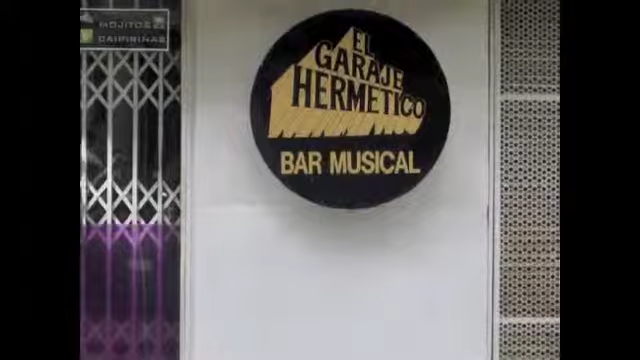 MOJITOS
CAIPIRIÑAS
EL
GARAJE
HERMETICO
BAR MUSICAL